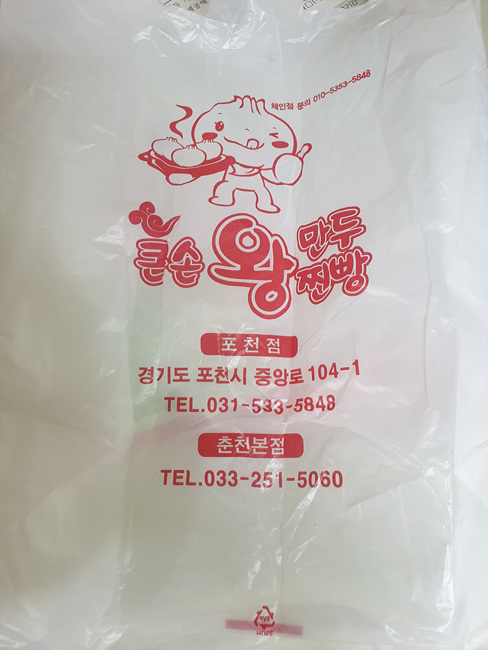 체인점 문의 010-5353-5848
큰손 왕 만두 찐빵
포천점
경기도 포천시 중앙로 104-1
TEL.031-533-5848
춘천본점
TEL.033-251-5060
HDPE